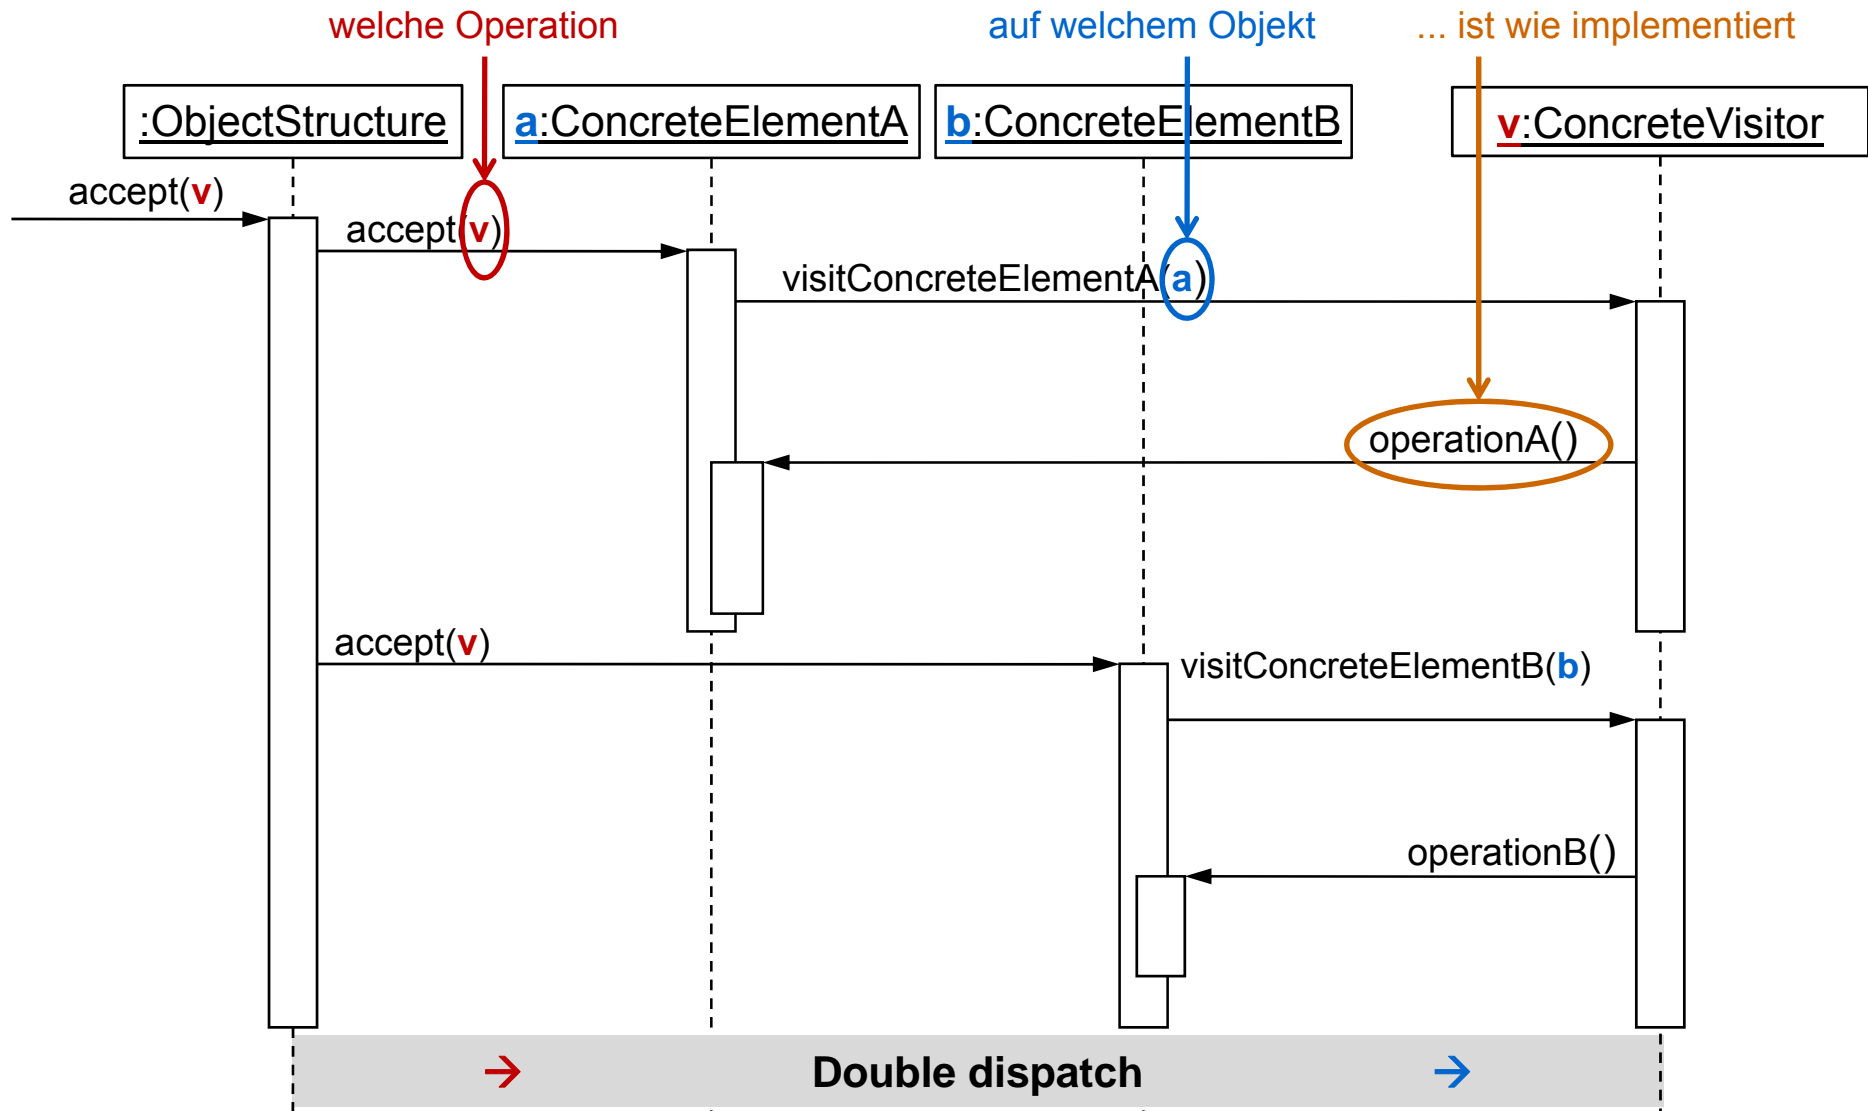 welche Operation
auf welchem Objekt
... ist wie implementiert
:ObjectStructure
a:ConcreteElementA
b:ConcreteElementB
v:ConcreteVisitor
accept(v)
accept(v)
visitConcreteElementA(a)
operationA()
accept(v)
visitConcreteElementB(b)
operationB()
→ Double dispatch →